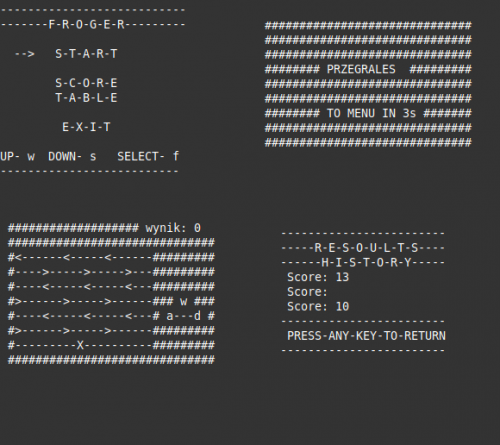 ---------------------------
-------F-R-O-G-E-R---------
--> S-T-A-R-T
S-C-O-R-E
T-A-B-L-E
E-X-I-T
UP- w DOWN- s SELECT- f
--------------------------
##############################
##############################
##############################
######## PRZEGRALES #########
##############################
##############################
######## TO MENU IN 3s #######
##############################
##############################
################### wynik: 0
##############################
#<------<-----<------#########
#---->----->----->---#########
#----<-----<-----<---#########
#>------>----->------### w ###
#----<-----<-----<---# a---d #
#>------>----->------#########
#---------X----------#########
##############################
------------------------
-----R-E-S-O-U-L-T-S----
------H-I-S-T-O-R-Y-----
Score: 13
Score:
Score: 10
------------------------
PRESS-ANY-KEY-TO-RETURN
------------------------